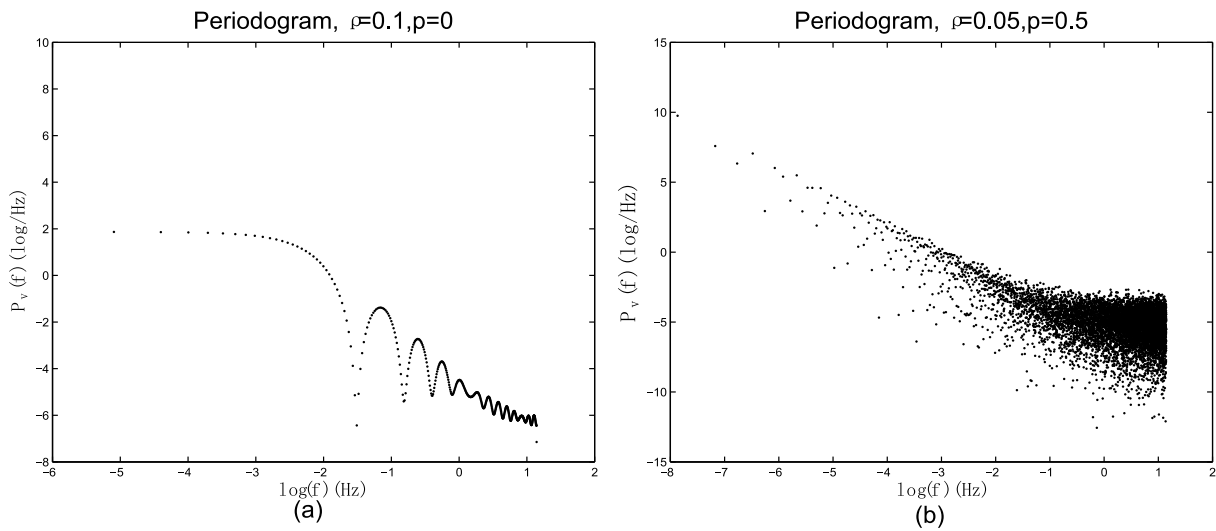 Periodogram, ρ=0.1,p=0
10
8
6
4
2
0
−2
−4
−6
−8
P_v(f)(log/Hz)
−6 −5 −4 −3 −2 −1 0 1 2
log(f)(Hz)
(a)
Periodogram, ρ=0.05,p=0.5
15
10
5
0
−5
−10
−15
P_v(f)(log/Hz)
−8 −7 −6 −5 −4 −3 −2 −1 0 1 2
log(f)(Hz)
(b)